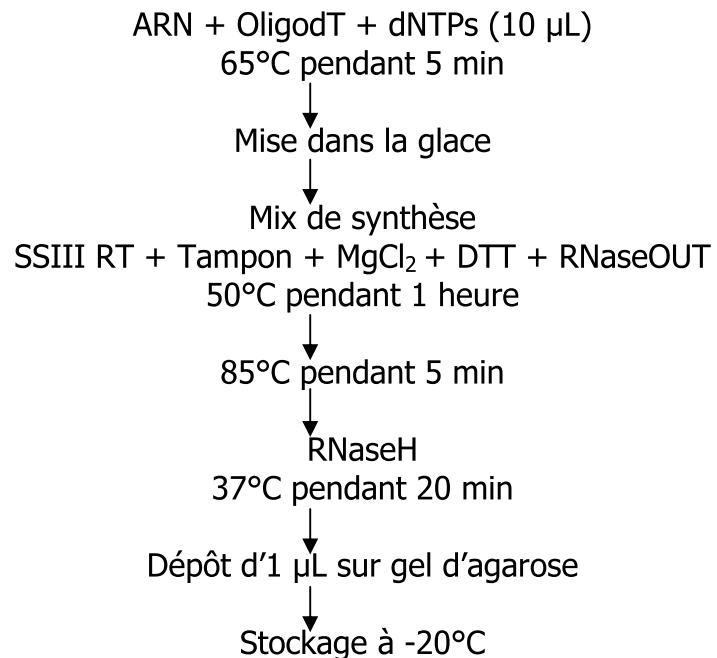 ARN + OligodT + dNTPs (10 µL)
65°C pendant 5 min
Mise dans la glace
Mix de synthèse
SSIII RT + Tampon + MgCl₂ + DTT + RNaseOUT
50°C pendant 1 heure
85°C pendant 5 min
RNaseH
37°C pendant 20 min
Dépôt d'1 µL sur gel d'agarose
Stockage à -20°C